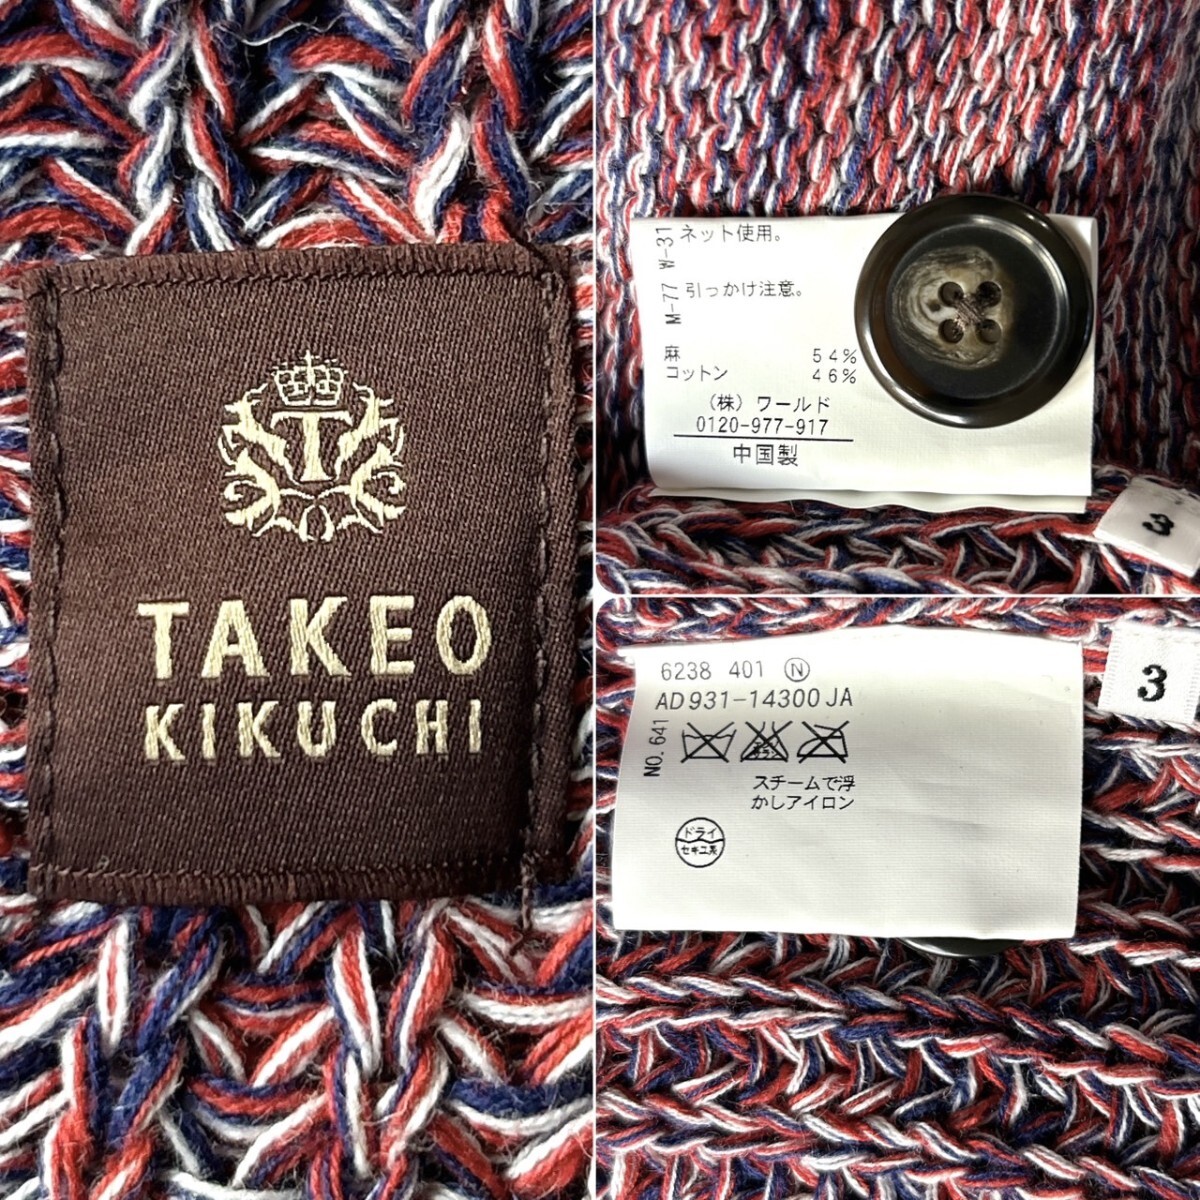 T
TAKEO
KIKUCHI
W-31
ネット使用。
M-77
引っかけ注意。
麻 54%
コットン 46%
(株) ワールド
0120-977-917
中国製
3
6238 401 Ⓝ
AD931-14300 JA
NO.641
スチームで浮
かしアイロン
ドライ
セキユ系
3